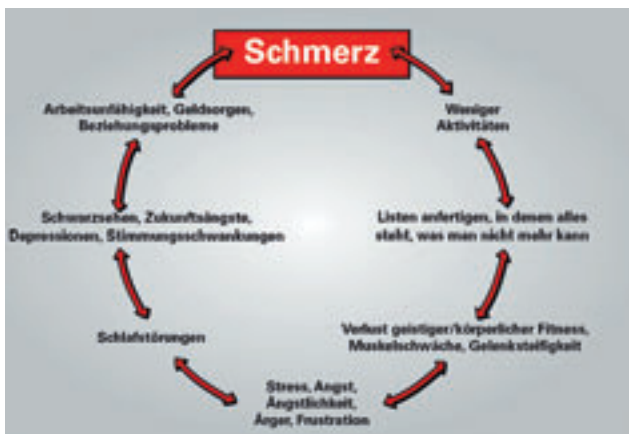 Schmerz
Weniger
Aktivitäten
Listen anfertigen, in denen alles
steht, was man nicht mehr kann
Verlust geistiger/körperlicher Fitness,
Muskelschwäche, Gelenksteifigkeit
Stress, Angst,
Ängstlichkeit,
Ärger, Frustration
Schlafstörungen
Schwarzsehen, Zukunftsängste,
Depressionen, Stimmungsschwankungen
Arbeitsunfähigkeit, Geldsorgen,
Beziehungsprobleme